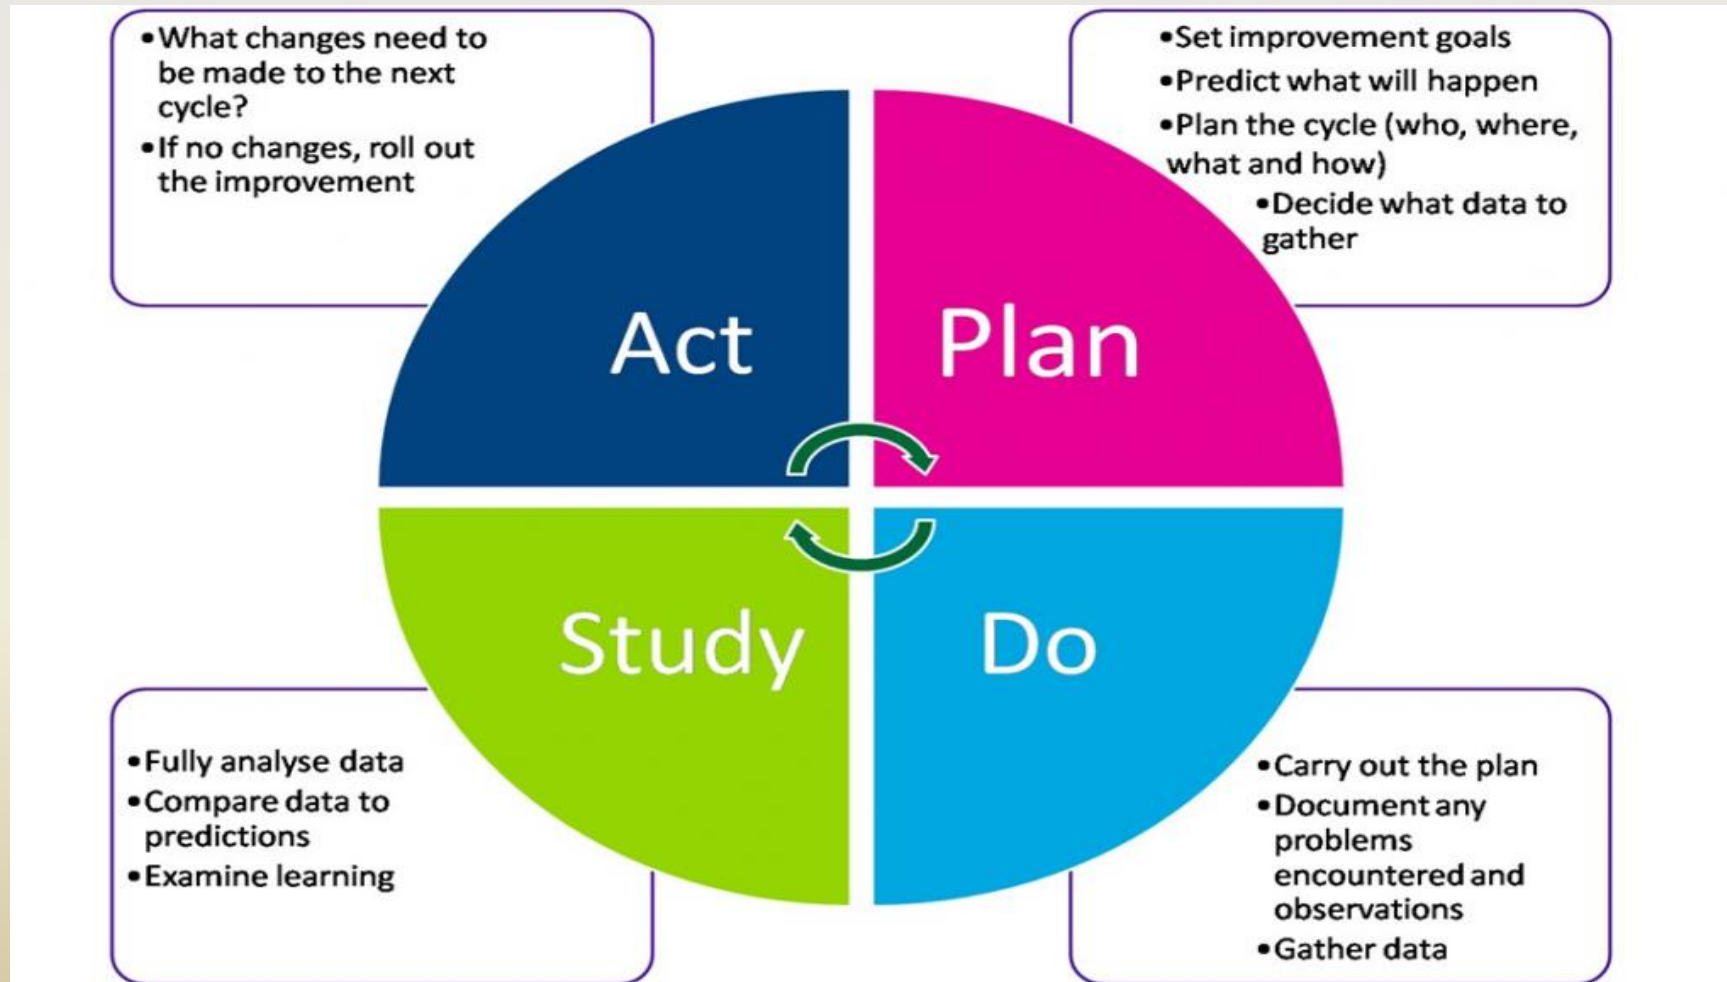 •What changes need to
be made to the next
cycle?
•If no changes, roll out
the improvement
•Set improvement goals
•Predict what will happen
•Plan the cycle (who, where,
what and how)
•Decide what data to
gather
Act
Plan
Study
Do
•Fully analyse data
•Compare data to
predictions
•Examine learning
•Carry out the plan
•Document any
problems
encountered and
observations
•Gather data